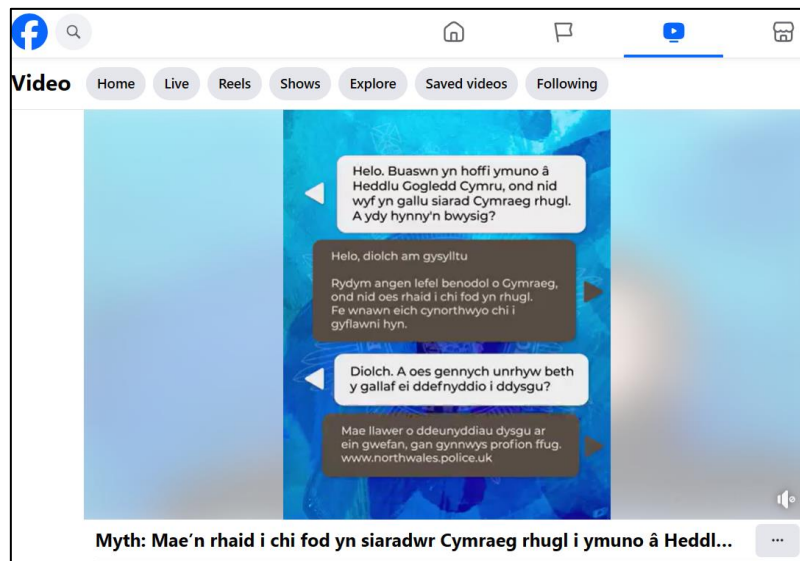 Video
Home
Live
Reels
Shows
Explore
Saved videos
Following
Helo. Buaswn yn hoffi ymuno â
Heddlu Gogledd Cymru, ond nid
wyf yn gallu siarad Cymraeg rhugl.
A ydy hynny'n bwysig?
Helo, diolch am gysylltu
Rydym angen lefel benodol o Gymraeg,
ond nid oes rhaid i chi fod yn rhugl.
Fe wnawn eich cynorthwyo chi i
gyflawni hyn.
Diolch. A oes gennych unrhyw beth
y gallaf ei ddefnyddio i ddysgu?
Mae llawer o ddeunyddiau dysgu ar
ein gwefan, gan gynnwys profion ffug.
www.northwales.police.uk
Myth: Mae’n rhaid i chi fod yn siaradwr Cymraeg rhugl i ymuno â Heddl...